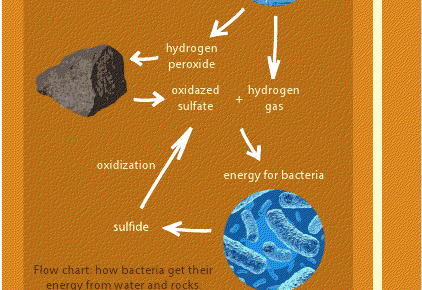 hydrogen
peroxide
oxidazed
sulfate
+
hydrogen
gas
oxidization
energy for bacteria
sulfide
Flow chart: how bacteria get their
energy from water and rocks